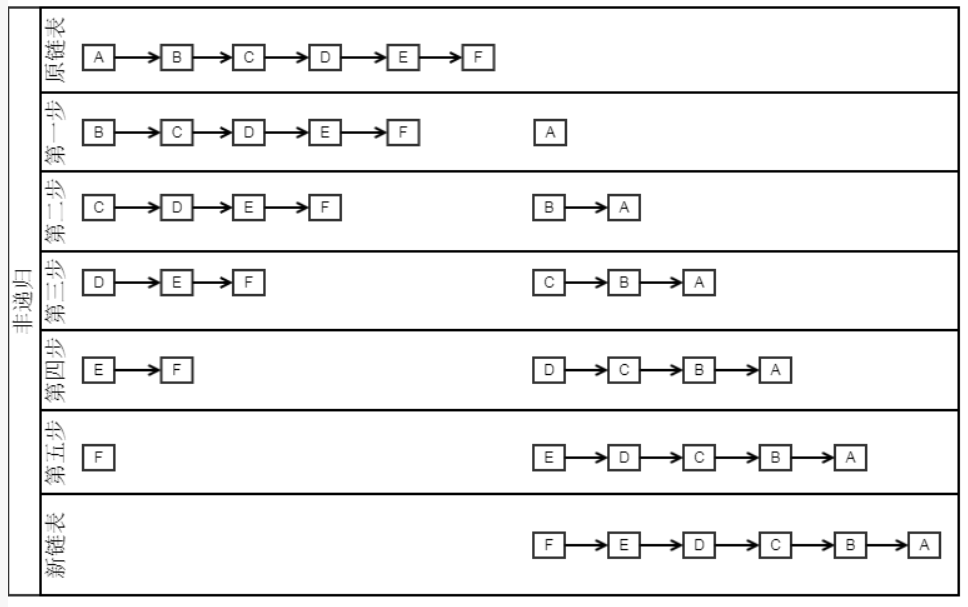 非递归
原链表
A B C D E F
第一步
B C D E F A
第二步
C D E F B A
第三步
D E F C B A
第四步
E F D C B A
第五步
F E D C B A
新链表
F E D C B A